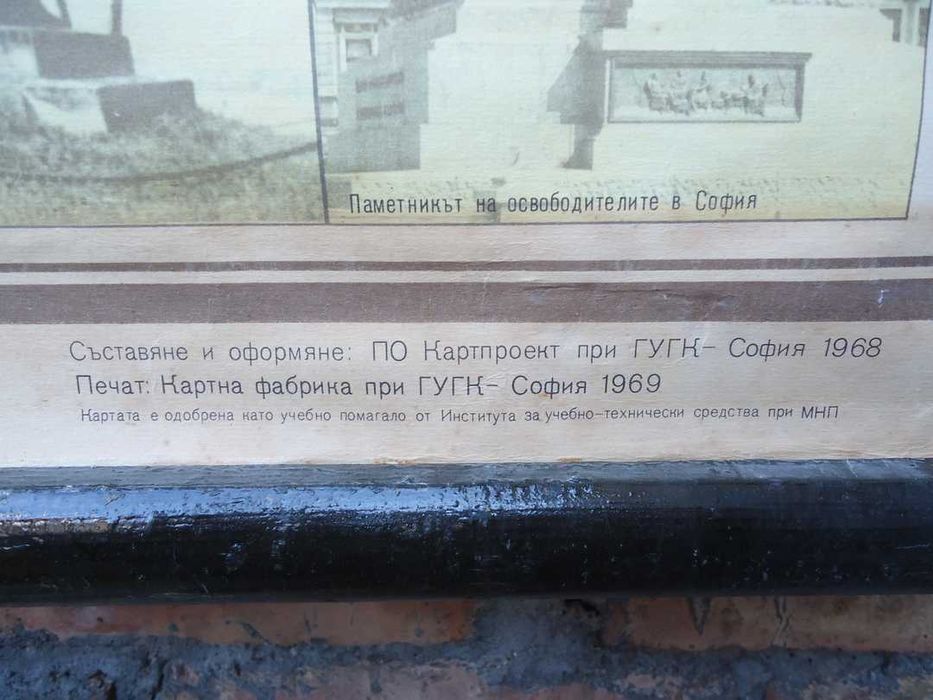 Паметникът на освободителите в София
Съставяне и оформяне: ПО Картпроект при ГУГК– София 1968
Печат: Картна фабрика при ГУГК– София 1969
Картата е одобрена като учебно помагало от Института за учебно-технически средства при МНП